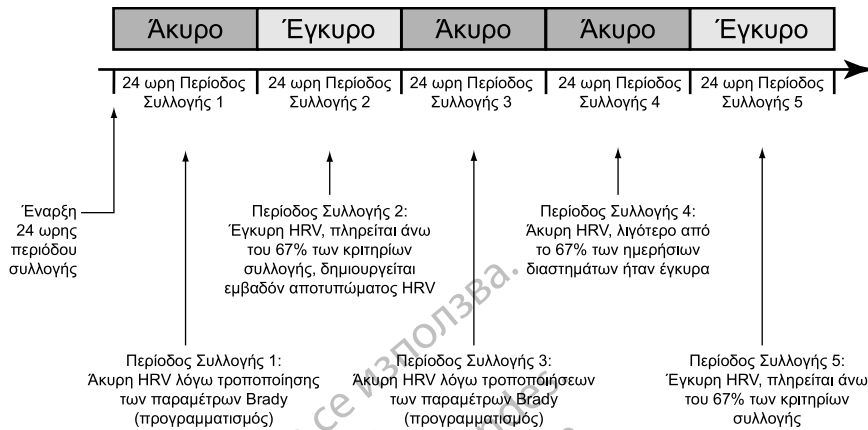 Άκυρο
Έγκυρο
Άκυρο
Άκυρο
Έγκυρο
24 ωρη Περίοδος
Συλλογής 1
24 ωρη Περίοδος
Συλλογής 2
24 ωρη Περίοδος
Συλλογής 3
24 ωρη Περίοδος
Συλλογής 4
24 ωρη Περίοδος
Συλλογής 5
Έναρξη
24 ωρης
περιόδου
συλλογής
Περίοδος Συλλογής 2:
Έγκυρη HRV, πληρείται άνω
του 67% των κριτηρίων
συλλογής, δημιουργείται
εμβαδόν αποτυπώματος HRV
Περίοδος Συλλογής 4:
Άκυρη HRV, λιγότερο από
το 67% των ημερήσιων
διαστημάτων ήταν έγκυρα
Περίοδος Συλλογής 1:
Άκυρη HRV λόγω τροποποίησης
των παραμέτρων Brady
(προγραμματισμός)
Περίοδος Συλλογής 3:
Άκυρη HRV λόγω τροποποιήσεων
των παραμέτρων Brady
(προγραμματισμός)
Περίοδος Συλλογής 5:
Έγκυρη HRV, πληρείται άνω
του 67% των κριτηρίων
συλλογής
се използва.